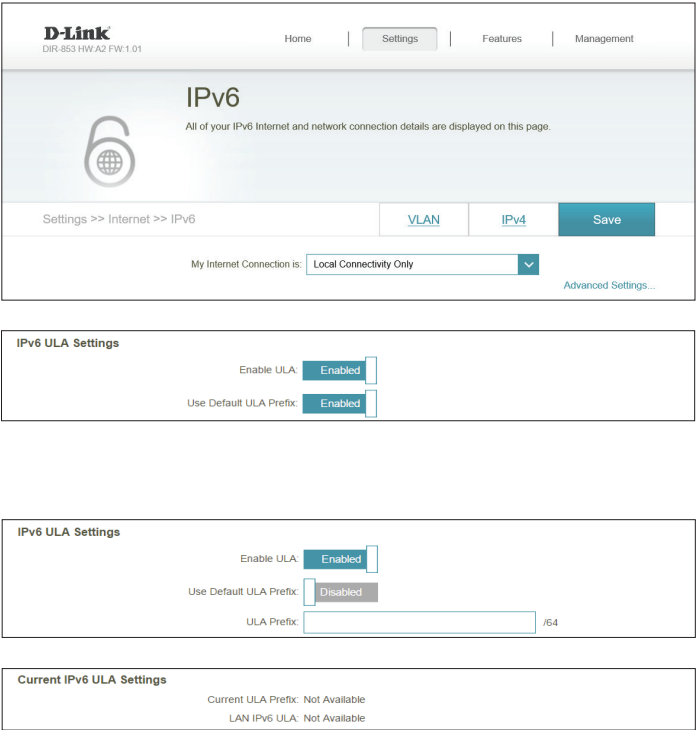 D-Link
DIR-853 HW:A2 FW:1.01
Home | Settings | Features | Management
IPv6
All of your IPv6 Internet and network connection details are displayed on this page.
Settings >> Internet >> IPv6 VLAN IPv4 Save
My Internet Connection is: Local Connectivity Only
Advanced Settings...
IPv6 ULA Settings
Enable ULA: Enabled
Use Default ULA Prefix: Enabled
IPv6 ULA Settings
Enable ULA: Enabled
Use Default ULA Prefix: Disabled
ULA Prefix: /64
Current IPv6 ULA Settings
Current ULA Prefix: Not Available
LAN IPv6 ULA: Not Available